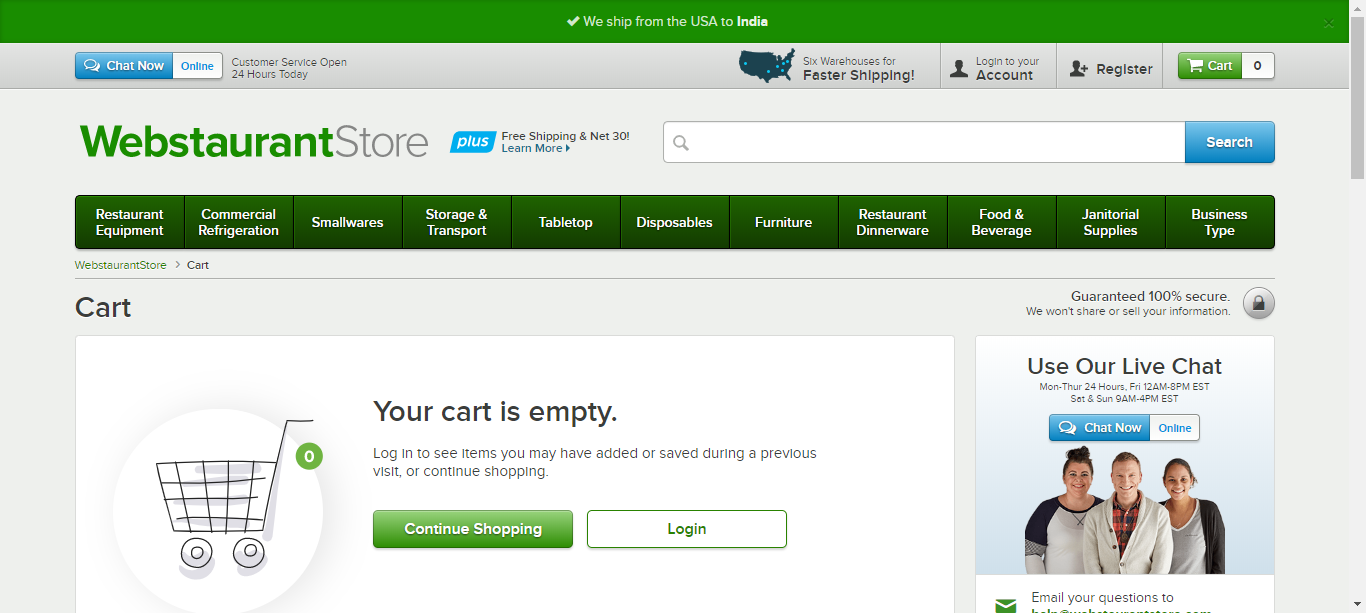 We ship from the USA to India
Chat Now Online
Customer Service Open
24 Hours Today
Six Warehouses for
Faster Shipping!
Login to your
Account
Register
Cart 0
WebstaurantStore
plus
Free Shipping & Net 30!
Learn More
Search
Restaurant
Equipment
Commercial
Refrigeration
Smallwares
Storage &
Transport
Tabletop
Disposables
Furniture
Restaurant
Dinnerware
Food &
Beverage
Janitorial
Supplies
Business
Type
WebstaurantStore > Cart
Cart
Guaranteed 100% secure.
We won't share or sell your information.
0
Your cart is empty.
Log in to see items you may have added or saved during a previous
visit, or continue shopping.
Continue Shopping
Login
Use Our Live Chat
Mon-Thur 24 Hours, Fri 12AM-8PM EST
Sat & Sun 9AM-4PM EST
Chat Now Online
Email your questions to
help@webstaurantstore.com